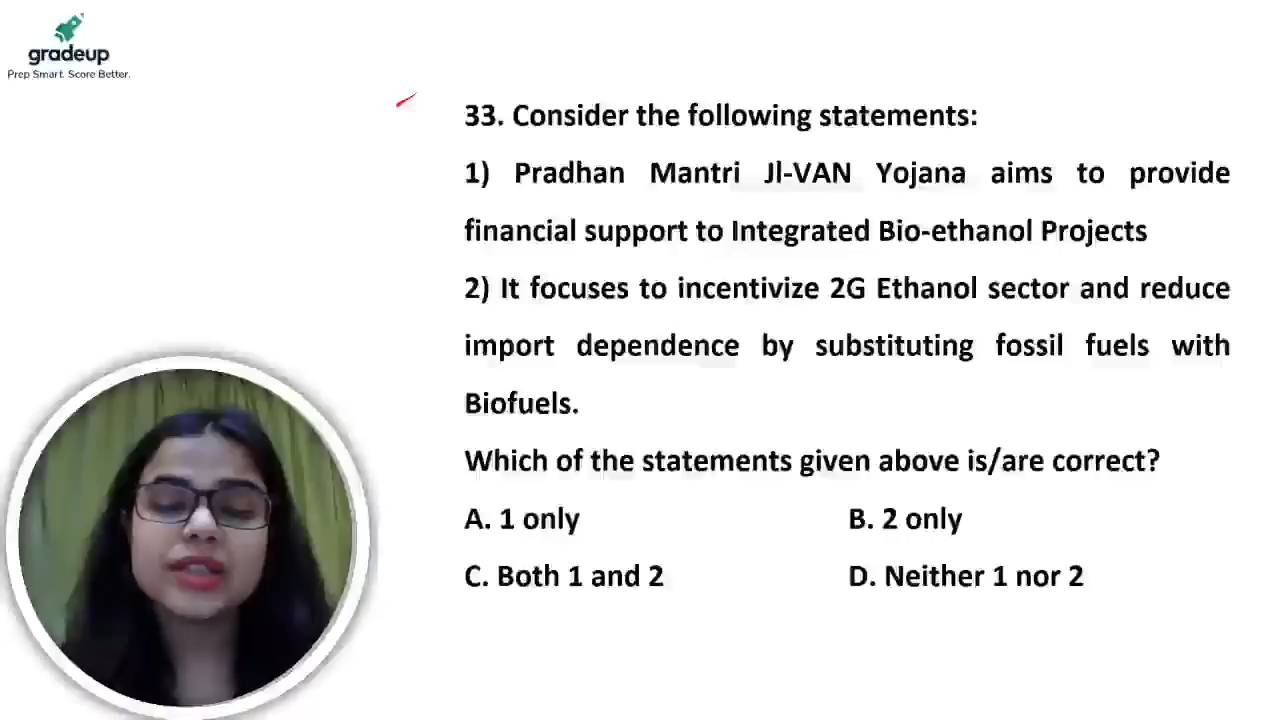 gradeup
Prep Smart. Score Better.
33. Consider the following statements:
1) Pradhan Mantri JI-VAN Yojana aims to provide
financial support to Integrated Bio-ethanol Projects
2) It focuses to incentivize 2G Ethanol sector and reduce
import dependence by substituting fossil fuels with
Biofuels.
Which of the statements given above is/are correct?
A. 1 only B. 2 only
C. Both 1 and 2 D. Neither 1 nor 2